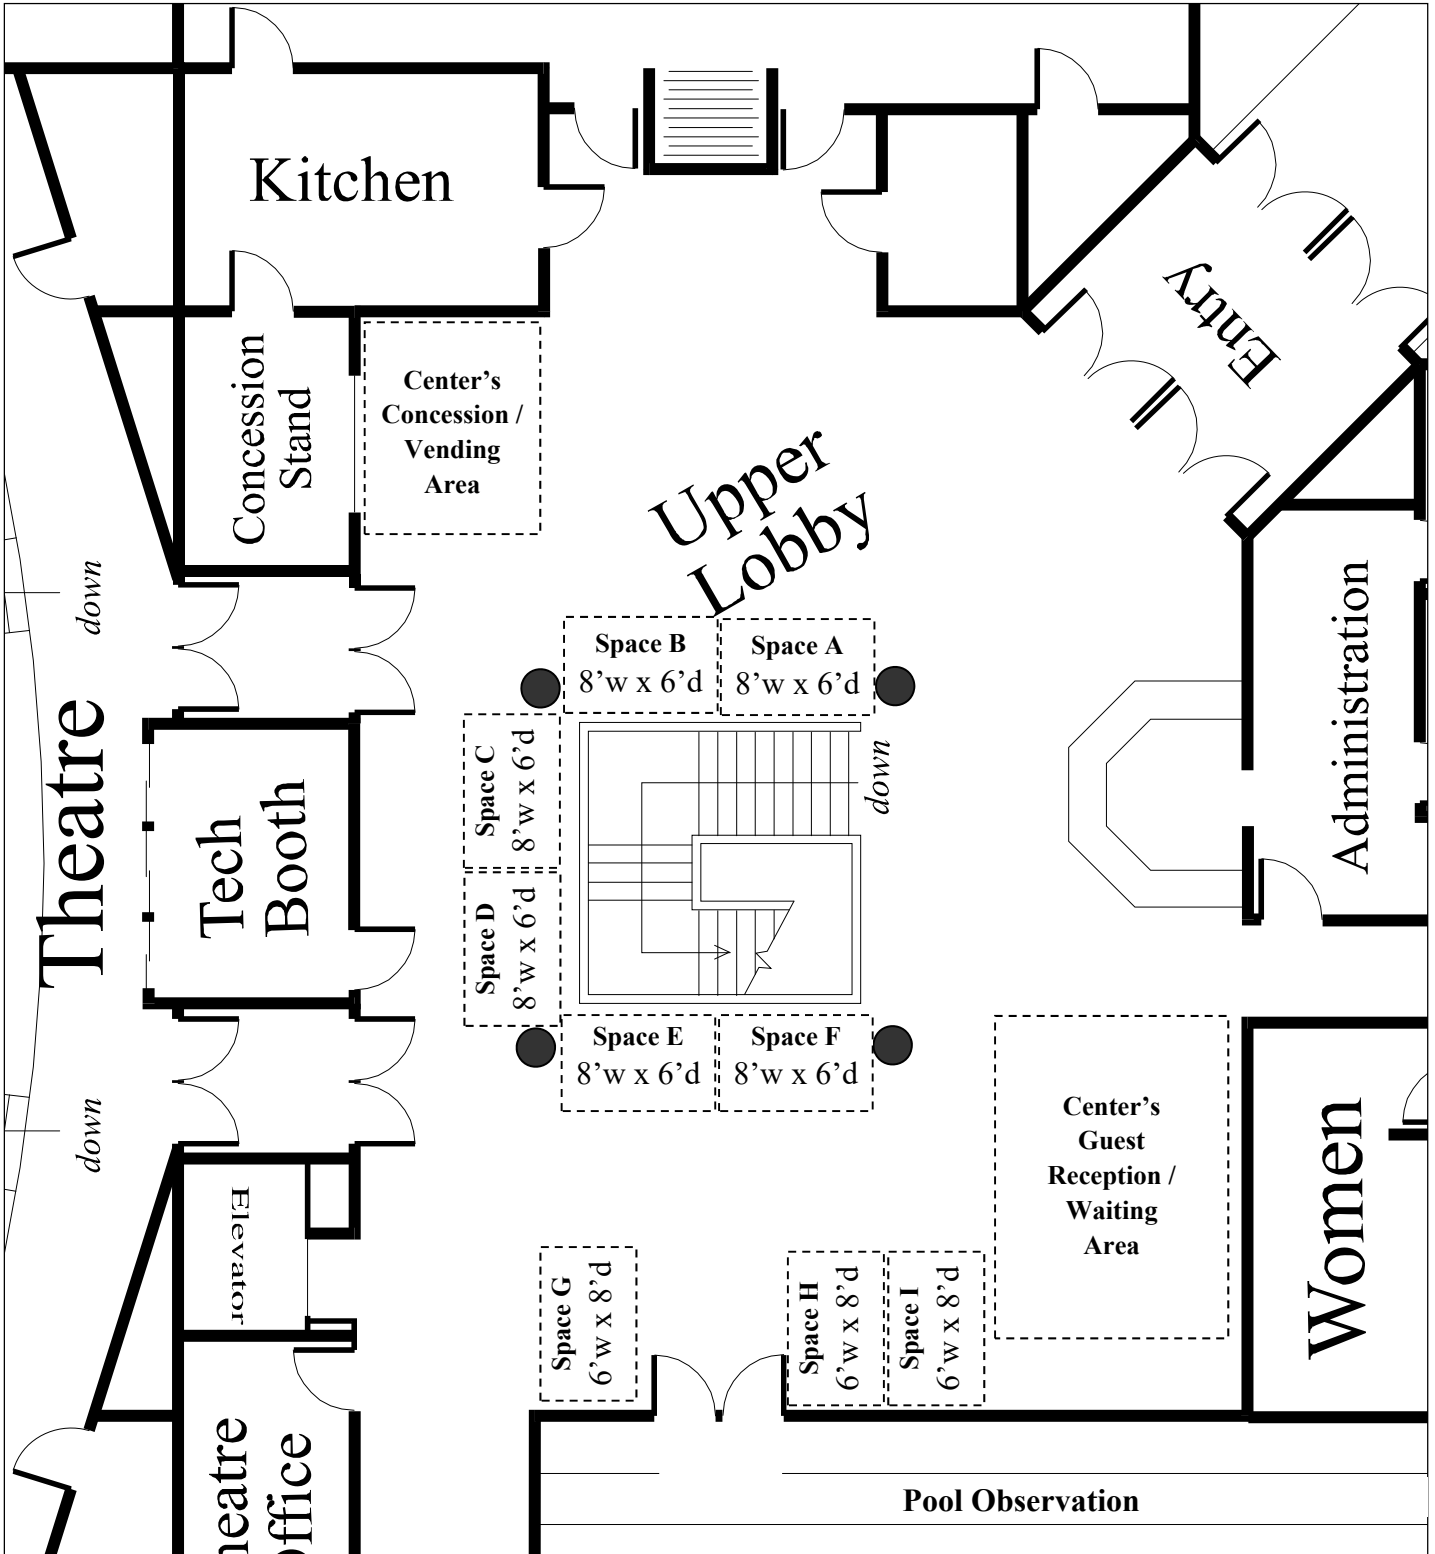 Kitchen
Entry
Concession
Stand
Center’s
Concession /
Vending
Area
Upper
Lobby
down
Space B
8’w x 6’d
Space A
8’w x 6’d
Administration
Theatre
Tech
Booth
Space C
8’w x 6’d
down
Space D
8’w x 6’d
Space E
8’w x 6’d
Space F
8’w x 6’d
down
Center’s
Guest
Reception /
Waiting
Area
Women
Elevator
Space G
6’w x 8’d
Space H
6’w x 8’d
Space I
6’w x 8’d
heatre
ffice
Pool Observation